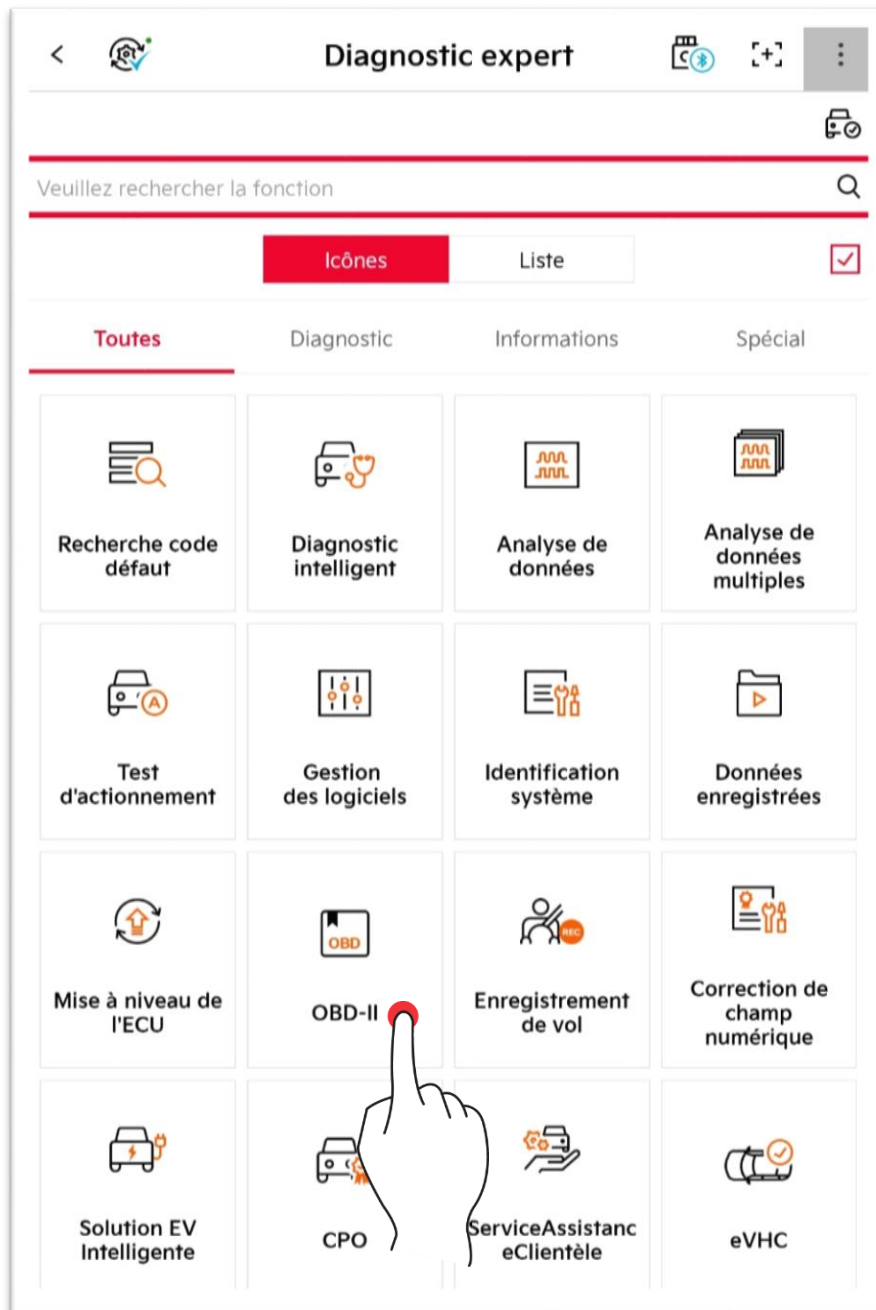 Diagnostic expert
Veuillez rechercher la fonction
Icônes
Liste
Toutes
Diagnostic
Informations
Spécial
Recherche code
défaut
Diagnostic
intelligent
Analyse de
données
Analyse de
données
multiples
A
Test
d'actionnement
Gestion
des logiciels
Identification
système
Données
enregistrées
Mise à niveau de
l'ECU
OBD
OBD-II
REC
Enregistrement
de vol
Correction de
champ
numérique
Solution EV
Intelligente
CPO
ServiceAssistanc
eClientèle
eVHC